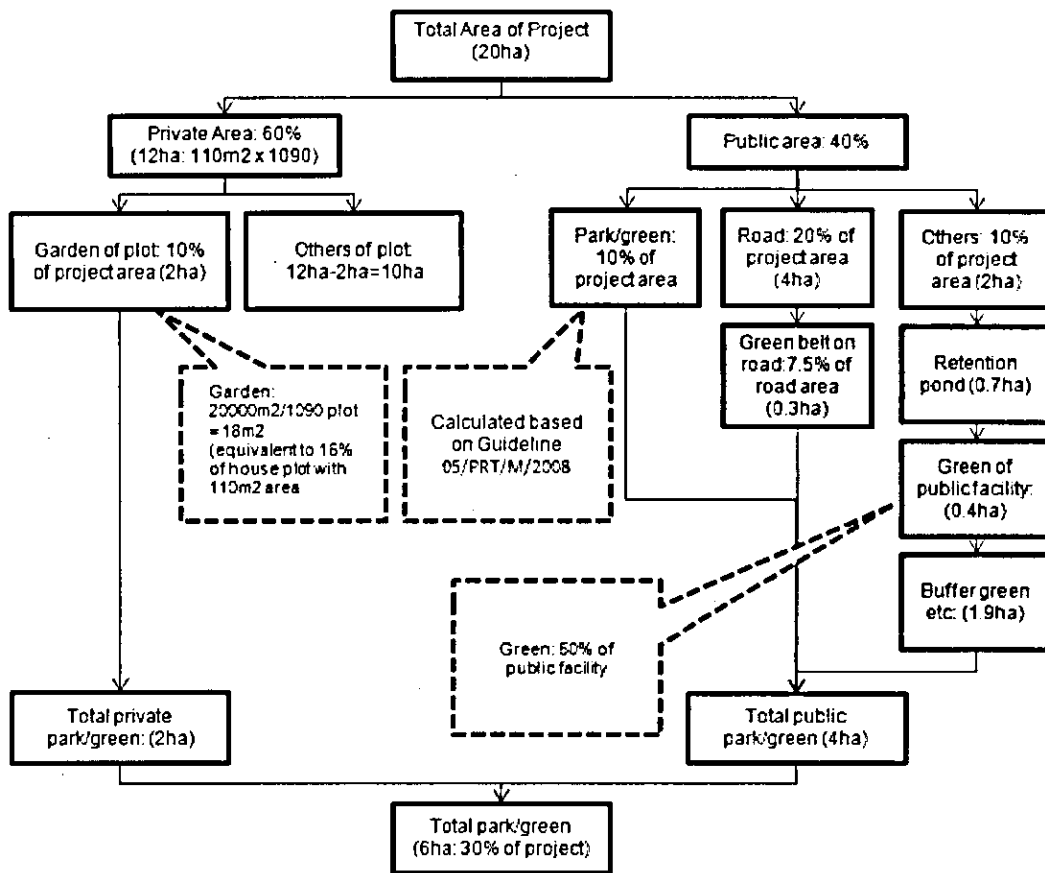 Total Area of Project
(20ha)
Private Area: 60%
(12ha: 110m2 x 1090)
Public area: 40%
Garden of plot: 10%
of project area (2ha)
Others of plot:
12ha-2ha=10ha
Park/green:
10% of
project area
Road: 20% of
project area
(4ha)
Others: 10%
of project
area (2ha)
Green belt on
road:7.5% of
road area
(0.3ha)
Retention
pond (0.7ha)
Garden:
20000m2/1090 plot
= 18m2
(equivalent to 16%
of house plot with
110m2 area
Calculated based
on Guideline
05/PRT/M/2008
Green of
public facility:
(0.4ha)
Green: 50% of
public facility
Buffer green
etc: (1.9ha)
Total private
park/green: (2ha)
Total public
park/green (4ha)
Total park/green
(6ha: 30% of project)